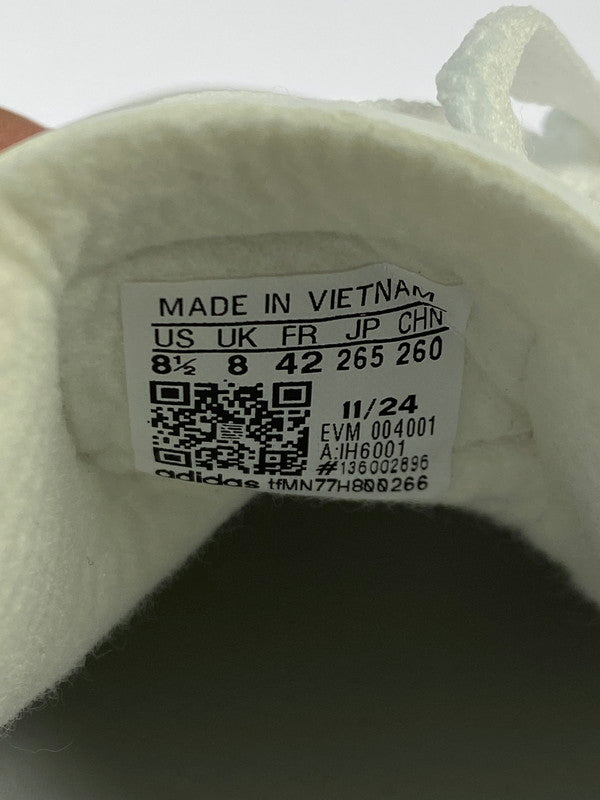 MADE IN VIETNAM
US UK FR JP CHN
8½ 8 42 265 260
11/24
EVM 004001
A:IH6001
#136002896
adidas tfMN77H800266